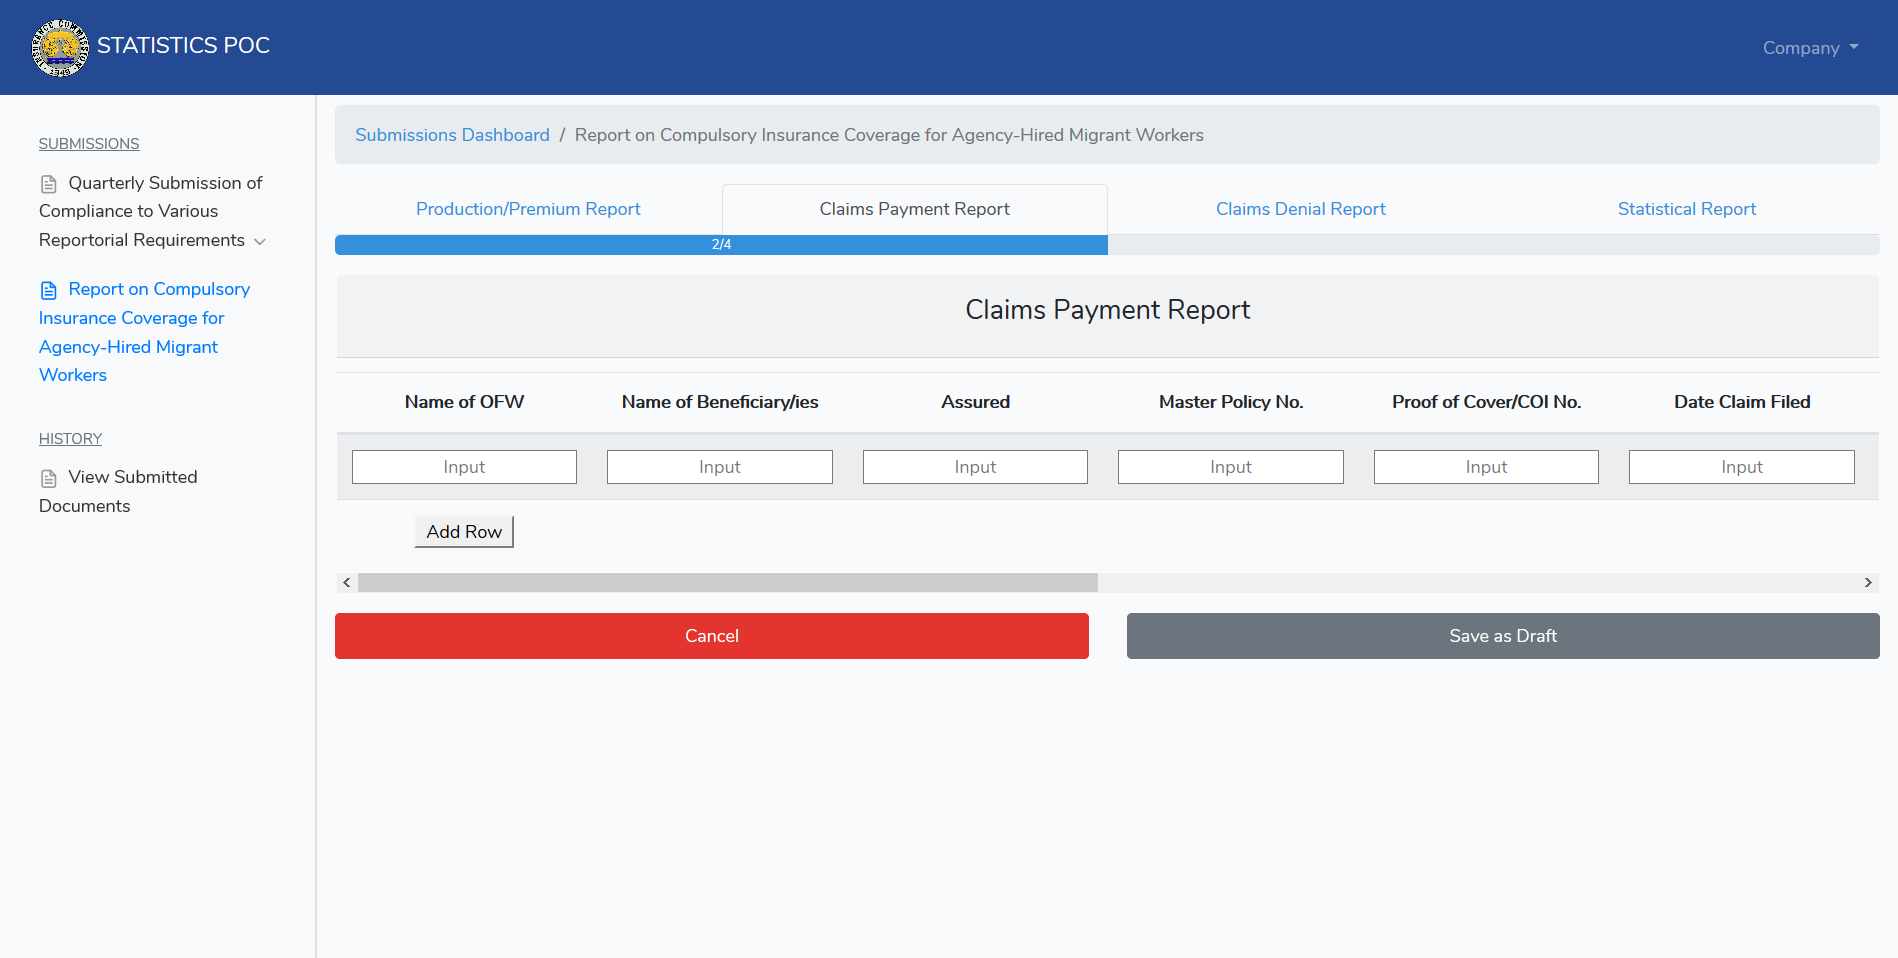 STATISTICS POC
Company
SUBMISSIONS
Quarterly Submission of
Compliance to Various
Reportorial Requirements
Report on Compulsory
Insurance Coverage for
Agency-Hired Migrant
Workers
HISTORY
View Submitted
Documents
Submissions Dashboard / Report on Compulsory Insurance Coverage for Agency-Hired Migrant Workers
Production/Premium Report
Claims Payment Report
Claims Denial Report
Statistical Report
2/4
Claims Payment Report
Name of OFW Name of Beneficiary/ies Assured Master Policy No. Proof of Cover/COI No. Date Claim Filed
Input Input Input Input Input Input
Add Row
Cancel
Save as Draft